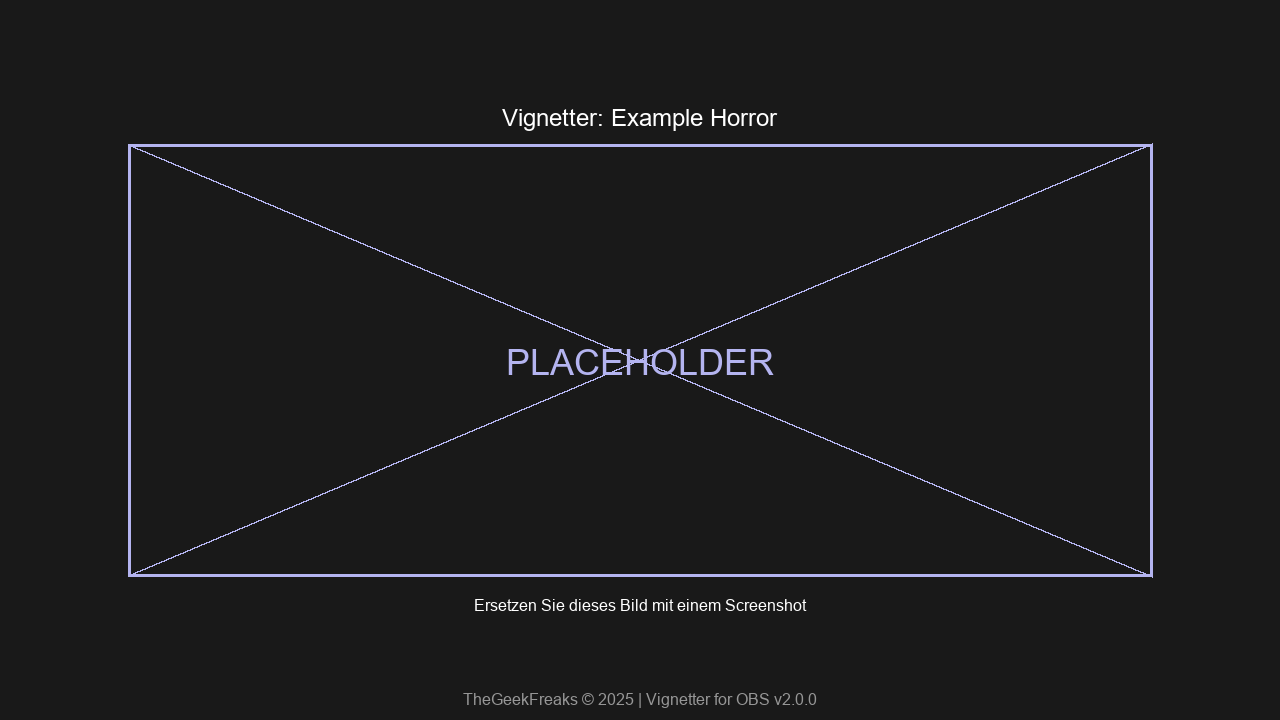 Vignetter: Example Horror
PLACEHOLDER
Ersetzen Sie dieses Bild mit einem Screenshot
TheGeekFreaks © 2025 | Vignetter for OBS v2.0.0